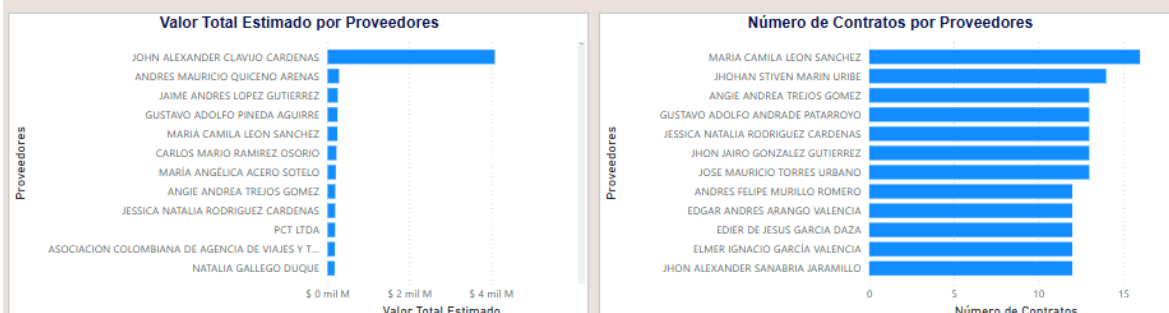 Valor Total Estimado por Proveedores
Proveedores
JOHN ALEXANDER CLAVIJO CARDENAS
ANDRES MAURICIO QUICENO ARENAS
JAIME ANDRES LOPEZ GUTIERREZ
GUSTAVO ADOLFO PINEDA AGUIRRE
MARIA CAMILA LEON SANCHEZ
CARLOS MARIO RAMIREZ OSORIO
MARÍA ANGÉLICA ACERO SOTELO
ANGIE ANDREA TREJOS GOMEZ
JESSICA NATALIA RODRIGUEZ CARDENAS
PCT LTDA
ASOCIACION COLOMBIANA DE AGENCIA DE VIAJES Y T...
NATALIA GALLEGO DUQUE
$ 0 mil M $ 2 mil M $ 4 mil M
Valor Total Estimado
Número de Contratos por Proveedores
Proveedores
MARIA CAMILA LEON SANCHEZ
JHOHAN STIVEN MARIN URIBE
ANGIE ANDREA TREJOS GOMEZ
GUSTAVO ADOLFO ANDRADE PATARROYO
JESSICA NATALIA RODRIGUEZ CARDENAS
JHON JAIRO GONZALEZ GUTIERREZ
JOSE MAURICIO TORRES URBANO
ANDRES FELIPE MURILLO ROMERO
EDGAR ANDRES ARANGO VALENCIA
EDIER DE JESUS GARCIA DAZA
ELMER IGNACIO GARCÍA VALENCIA
JHON ALEXANDER SANABRIA JARAMILLO
0 5 10 15
Número de Contratos